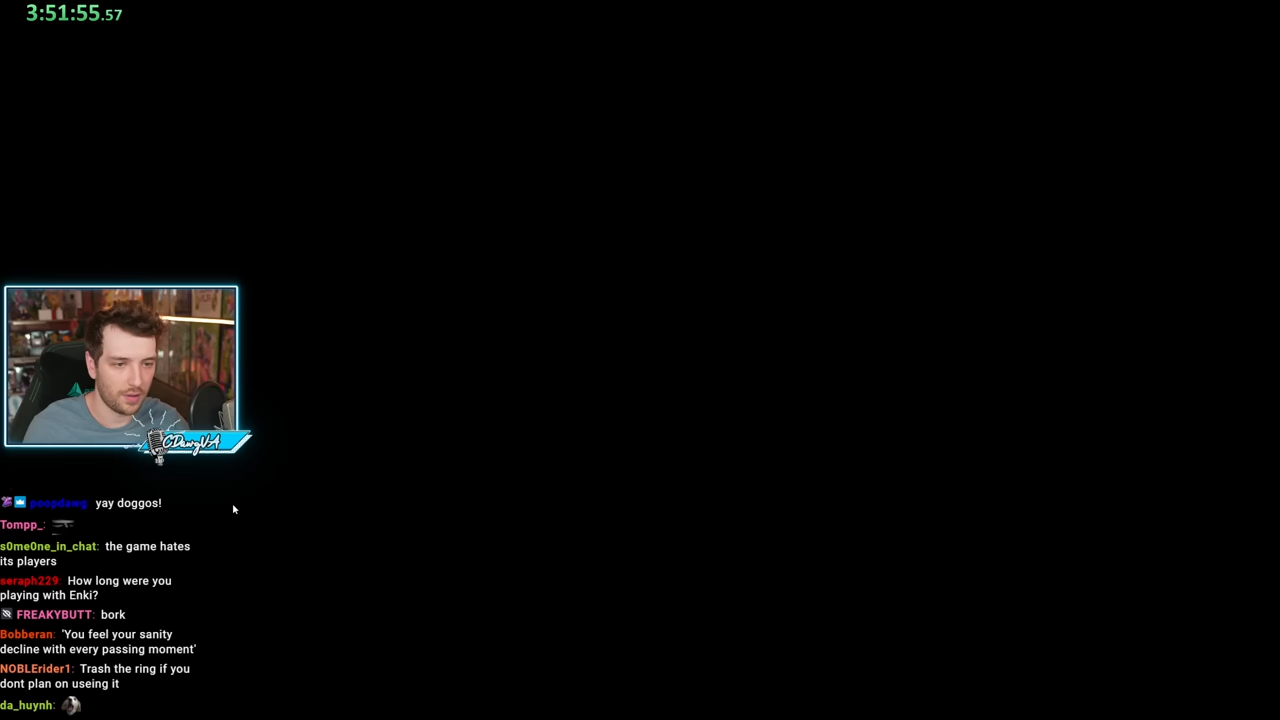 3:51:55.57
CDawgVA
poopdawg yay doggos!
Tompp_:
s0me0ne_in_chat: the game hates
its players
seraph229: How long were you
playing with Enki?
FREAKYBUTT: bork
Bobberan: 'You feel your sanity
decline with every passing moment'
NOBLErider1: Trash the ring if you
dont plan on useing it
da_huynh: